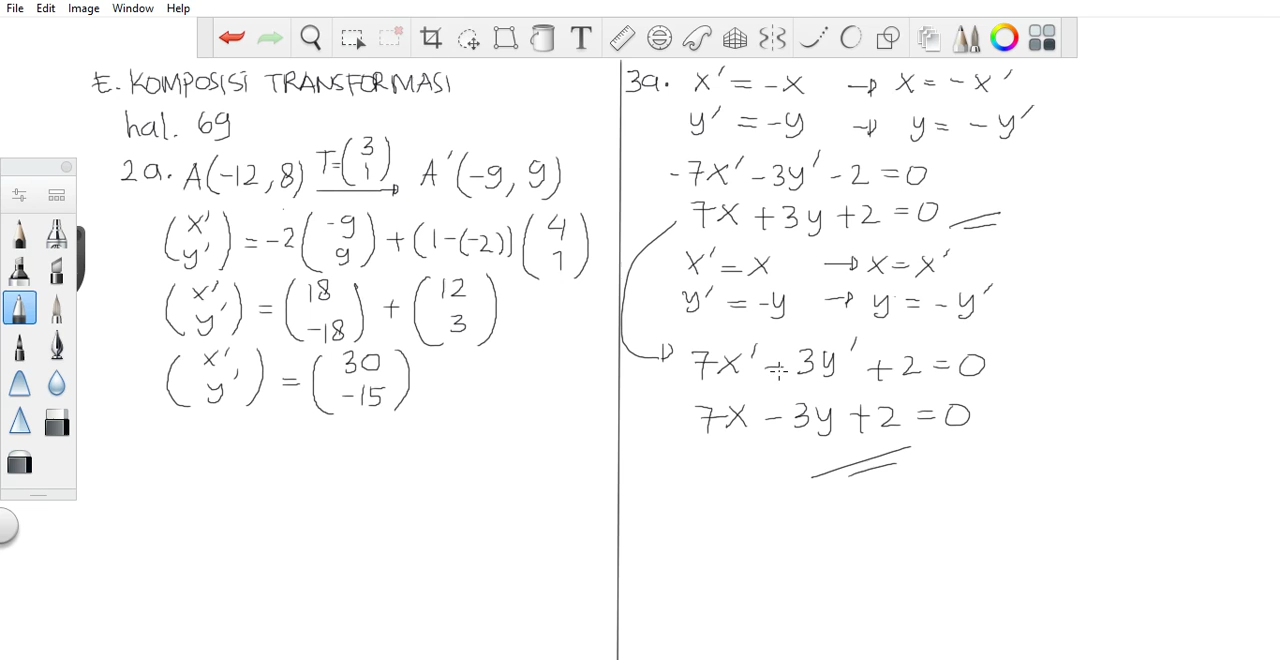 File Edit Image Window Help
T
E. KOMPOSISI TRANSFORMASI
hal. 69
2a. A(-12, 8) T=(3 1) → A'(-9, 9)
(x' y') = -2(-9 9) + (1-(-2))(4 1)
(x' y') = (18 -18) + (12 3)
(x' y') = (30 -15)
3a. x' = -x → x = -x'
y' = -y → y = -y'
-7x' - 3y' - 2 = 0
7x + 3y + 2 = 0
x' = x → x = x'
y' = -y → y = -y'
→ 7x' - 3y' + 2 = 0
7x - 3y + 2 = 0